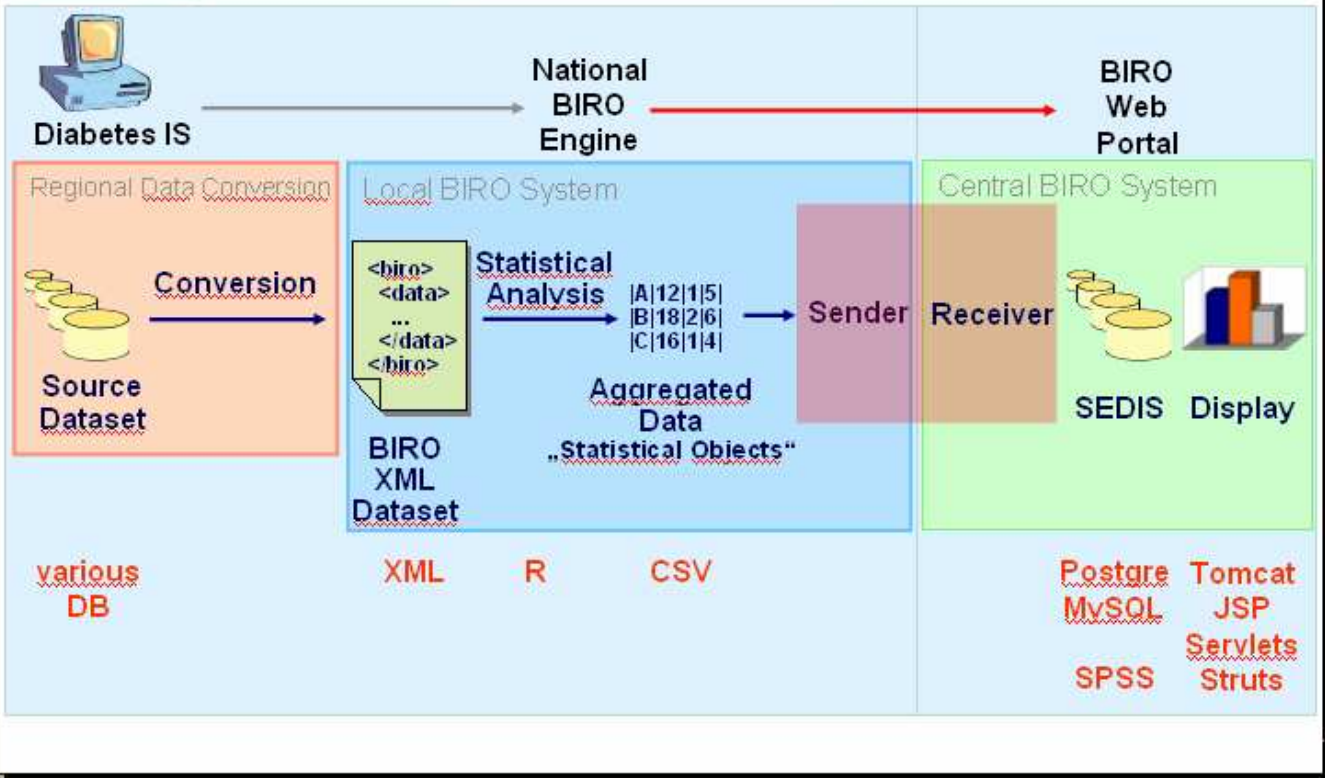 Diabetes IS
National
BIRO
Engine
BIRO
Web
Portal
Regional Data Conversion
Conversion
Source
Dataset
Local BIRO System
<biro>
<data>
...
</data>
</biro>
BIRO
XML
Dataset
Statistical
Analysis
|A|12|1|5|
|B|18|2|6|
|C|16|1|4|
Aggregated
Data
„Statistical Objects“
Sender
Central BIRO System
Receiver
SEDIS
Display
various
DB
XML
R
CSV
Postgre
MySQL
SPSS
Tomcat
JSP
Servlets
Struts